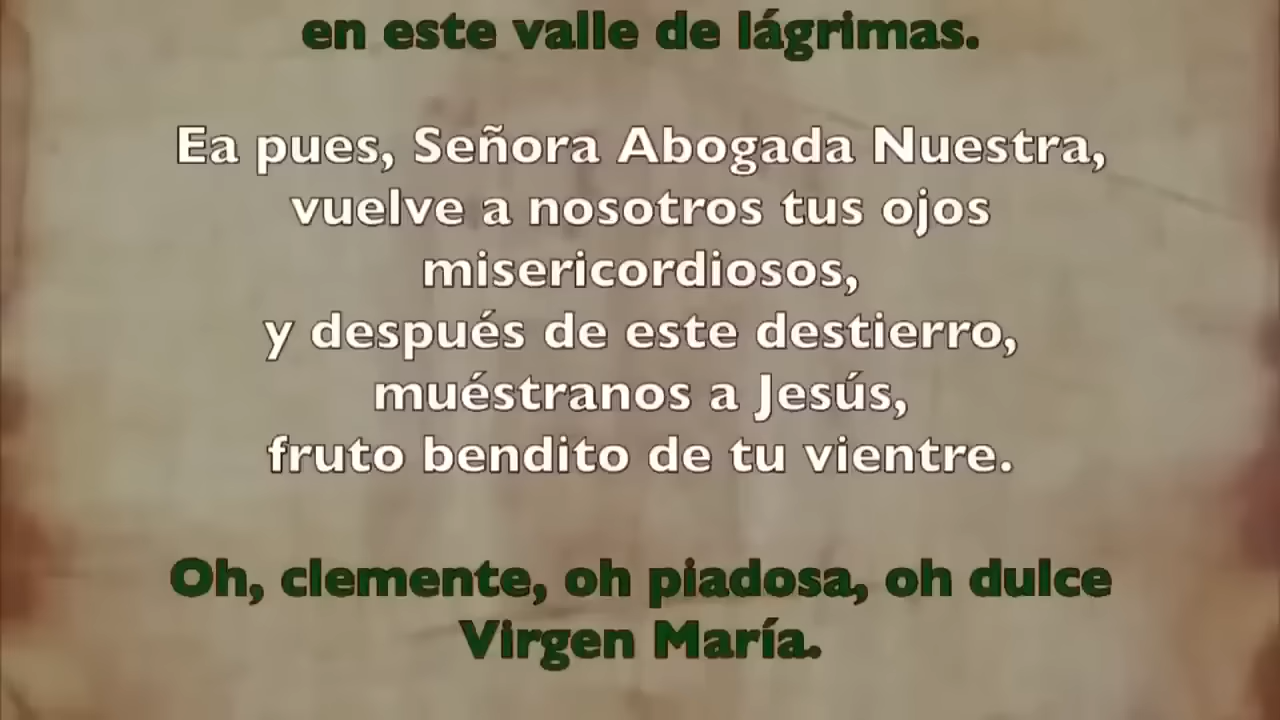 en este valle de lágrimas.
Ea pues, Señora Abogada Nuestra,
vuelve a nosotros tus ojos
misericordiosos,
y después de este destierro,
muéstranos a Jesús,
fruto bendito de tu vientre.
Oh, clemente, oh piadosa, oh dulce
Virgen María.